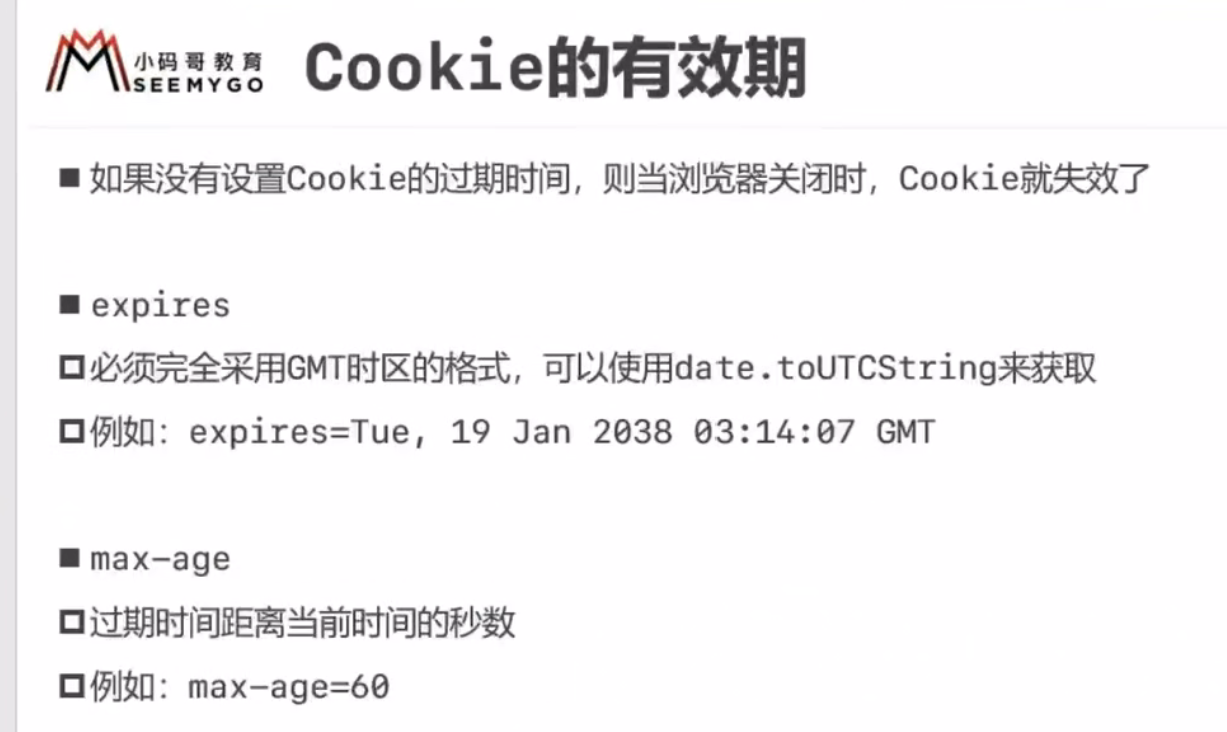 小码哥教育
SEEMYGO
Cookie的有效期
■ 如果没有设置Cookie的过期时间，则当浏览器关闭时，Cookie就失效了
■ expires
□ 必须完全采用GMT时区的格式，可以使用date.toUTCString来获取
□ 例如：expires=Tue, 19 Jan 2038 03:14:07 GMT
■ max-age
□ 过期时间距离当前时间的秒数
□ 例如：max-age=60